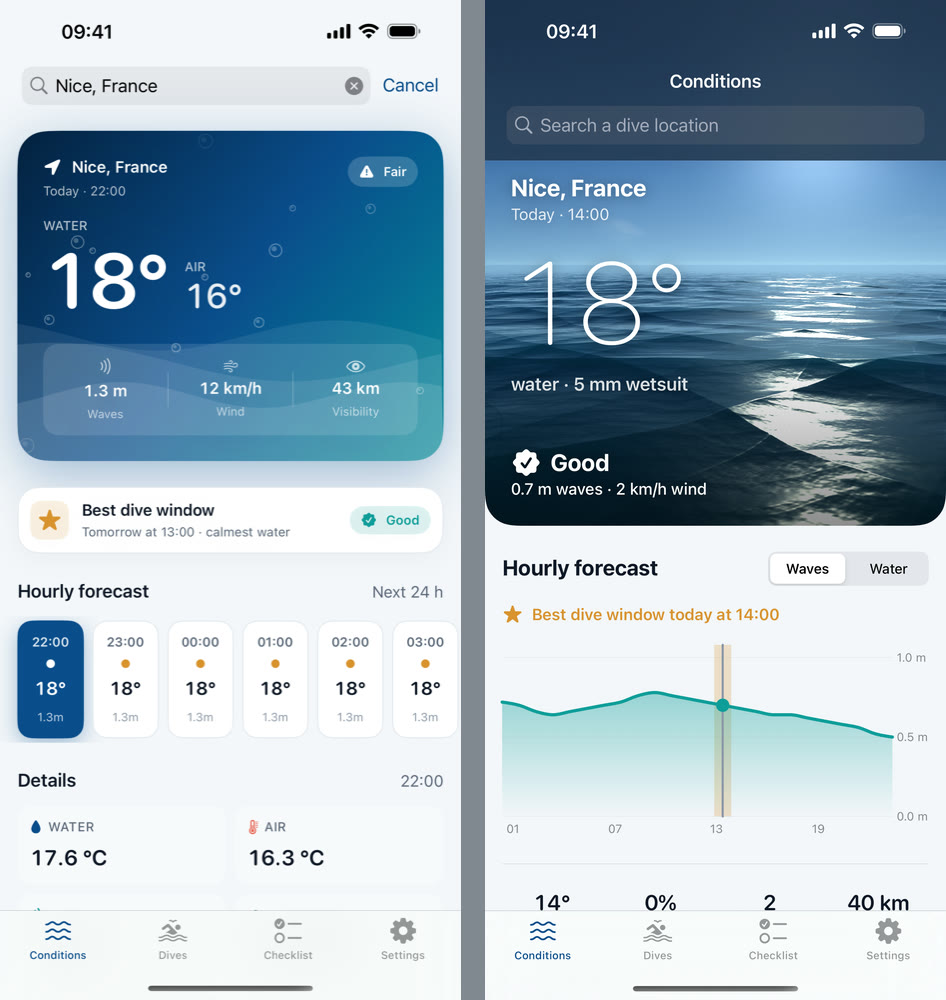 09:41
Nice, France
Cancel
Nice, France
Fair
Today · 22:00
WATER
18°
AIR
16°
1.3 m
12 km/h
43 km
Waves
Wind
Visibility
Best dive window
Tomorrow at 13:00 · calmest water
Good
Hourly forecast
Next 24 h
22:00
23:00
00:00
01:00
02:00
03:00
18°
18°
18°
18°
18°
18°
1.3m
1.3m
1.3m
1.3m
1.3m
1.3m
Details
22:00
WATER
AIR
17.6 °C
16.3 °C
Conditions
Dives
Checklist
Settings
09:41
Conditions
Search a dive location
Nice, France
Today · 14:00
18°
water · 5 mm wetsuit
Good
0.7 m waves · 2 km/h wind
Hourly forecast
Waves
Water
Best dive window today at 14:00
1.0 m
0.5 m
0.0 m
01
07
13
19
14°
0%
2
40 km
Conditions
Dives
Checklist
Settings